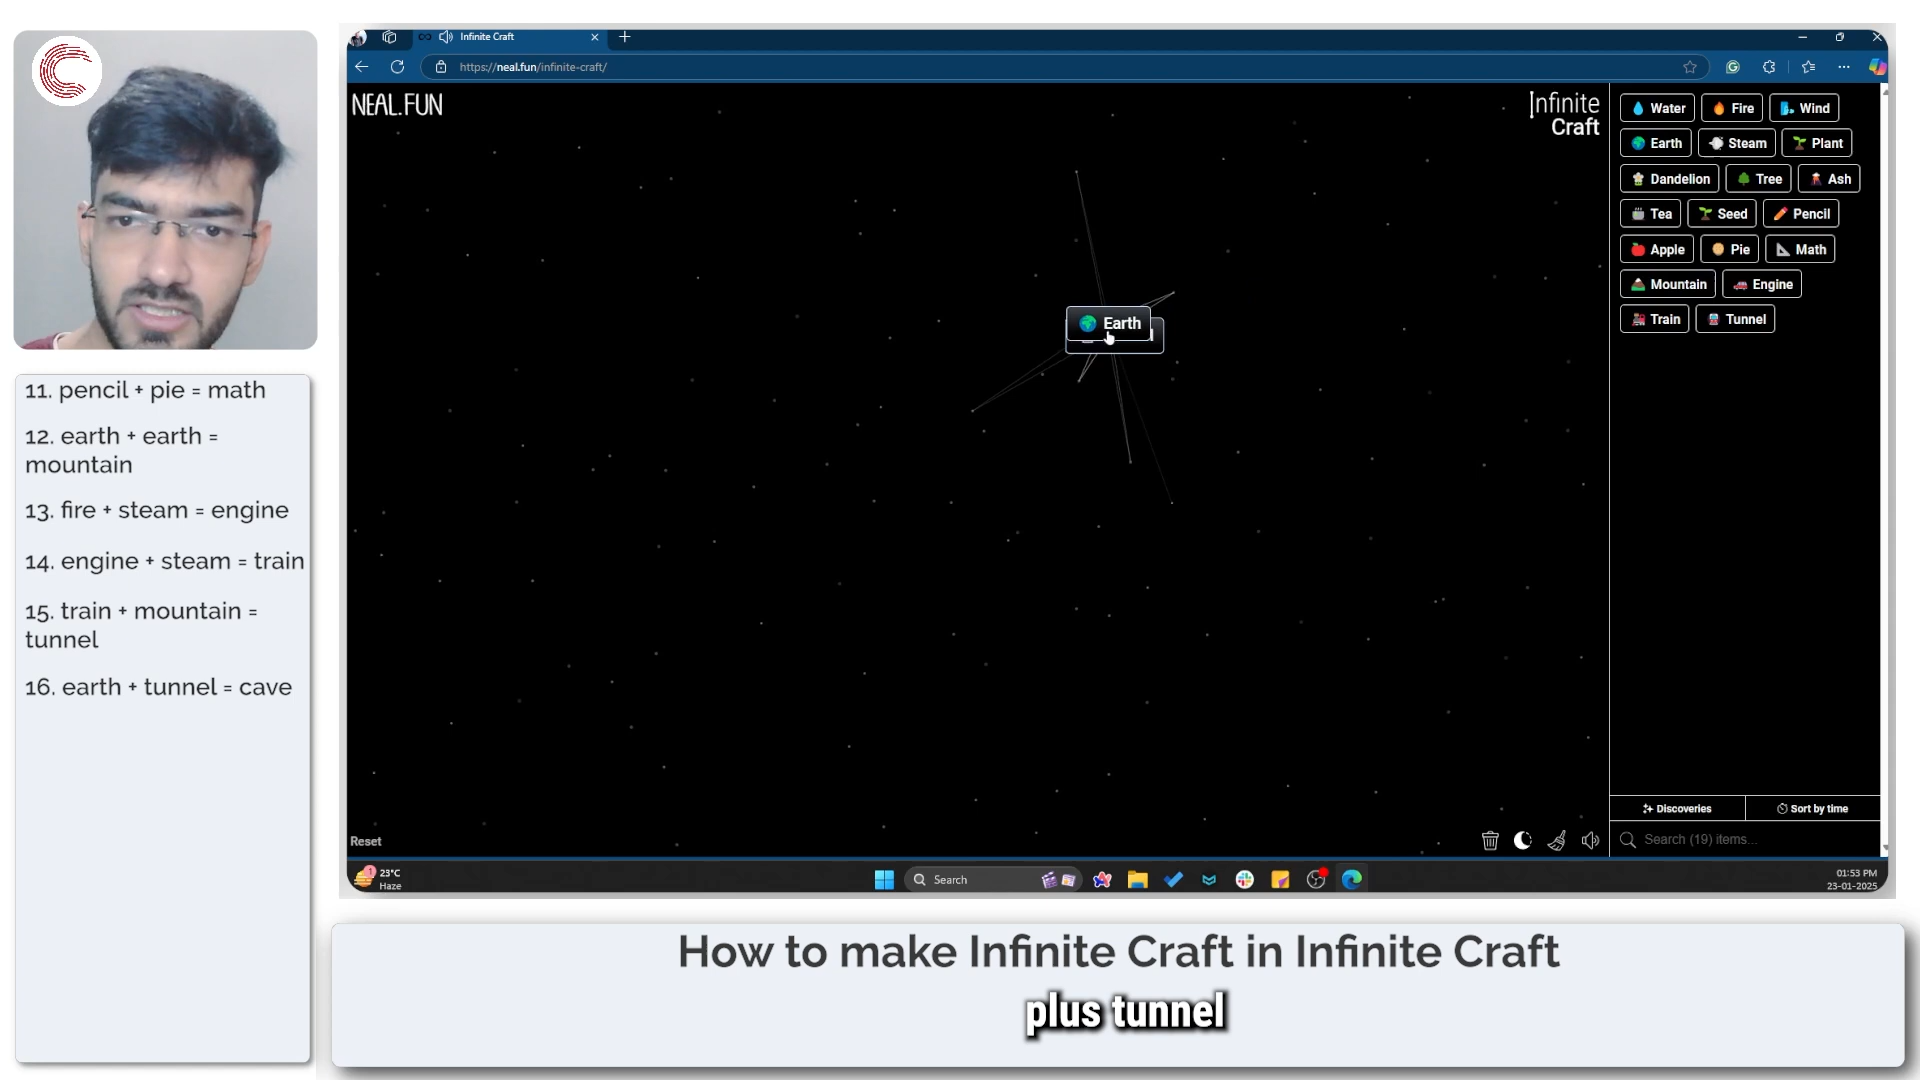 Infinite Craft
https://neal.fun/infinite-craft/
NEAL.FUN
Infinite
Craft
Water
Fire
Wind
Earth
Steam
Plant
Dandelion
Tree
Ash
Tea
Seed
Pencil
Apple
Pie
Math
Mountain
Engine
Train
Tunnel
Earth
11. pencil + pie = math
12. earth + earth =
mountain
13. fire + steam = engine
14. engine + steam = train
15. train + mountain =
tunnel
16. earth + tunnel = cave
Discoveries
Sort by time
Search (19) items...
Reset
1
23°C
Haze
Search
01:53 PM
23-01-2025
How to make Infinite Craft in Infinite Craft
plus tunnel